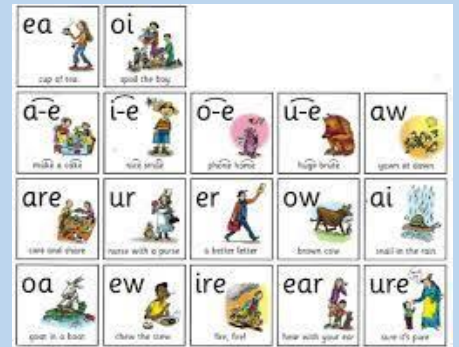 ea
cup of tea
oi
spoil the boy
a-e
make a cake
i-e
nice smile
o-e
phone home
u-e
huge brute
aw
yawn at dawn
are
care and share
ur
nurse with a purse
er
a better letter
ow
brown cow
ai
snail in the rain
oa
goat in a boat
ew
chew the stew
ire
fire, fire!
ear
hear with your ear
ure
sure it's pure